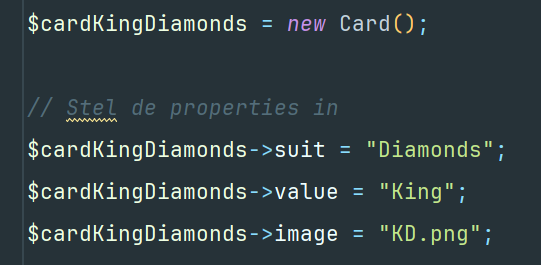 $cardKingDiamonds = new Card();
// Stel de properties in
$cardKingDiamonds->suit = "Diamonds";
$cardKingDiamonds->value = "King";
$cardKingDiamonds->image = "KD.png";